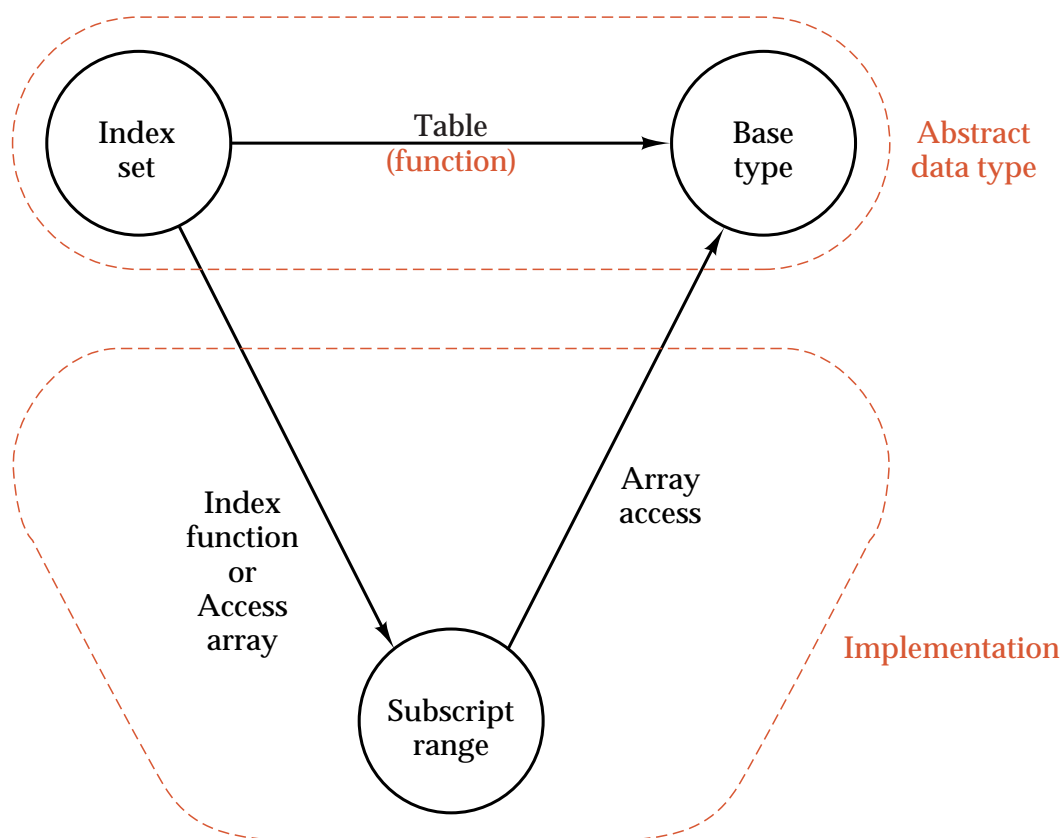 Index
set
Table
(function)
Base
type
Abstract
data type
Index
function
or
Access
array
Array
access
Subscript
range
Implementation